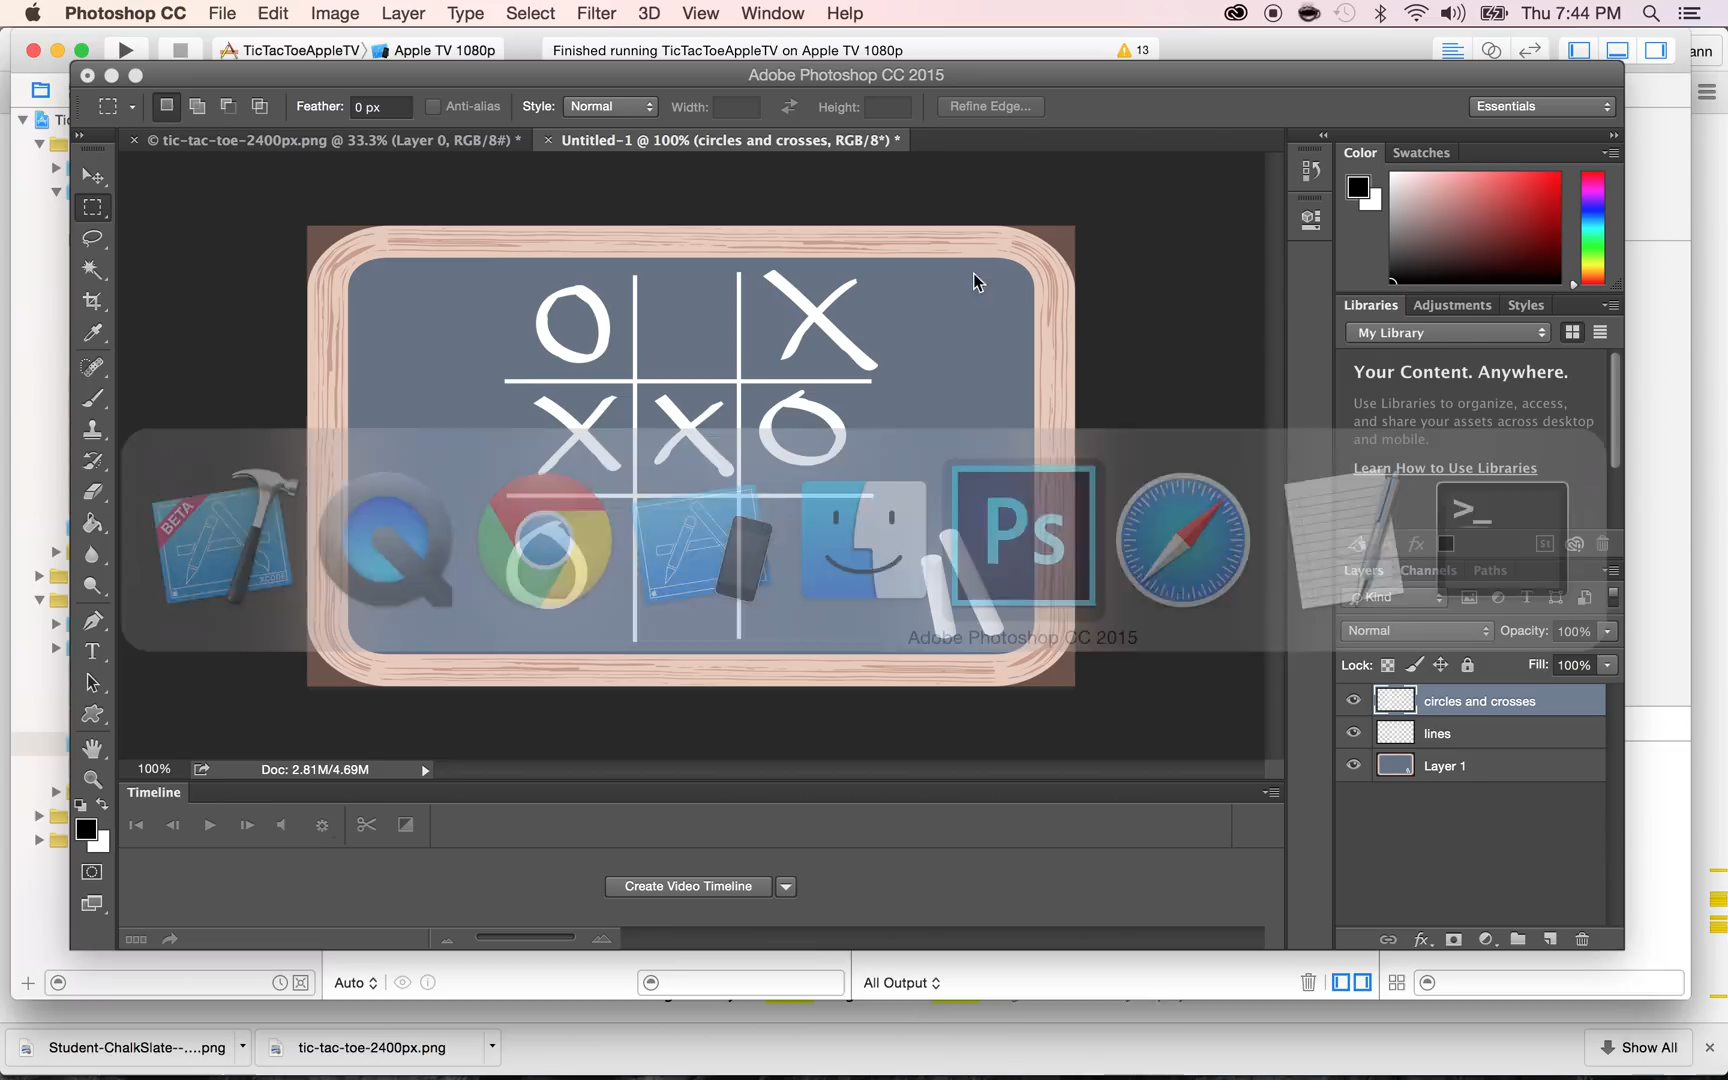 Photoshop CC File Edit Image Layer Type Select Filter 3D View Window Help Thu 7:44 PM
TicTacToeAppleTV Apple TV 1080p Finished running TicTacToeAppleTV on Apple TV 1080p 13 ann
Adobe Photoshop CC 2015
Feather: 0 px Anti-alias Style: Normal Width: Height: Refine Edge... Essentials
© tic-tac-toe-2400px.png @ 33.3% (Layer 0, RGB/8#) * Untitled-1 @ 100% (circles and crosses, RGB/8*) *
Color Swatches
O X
X X O
O
Libraries Adjustments Styles
My Library
Your Content. Anywhere.
Use Libraries to organize, access,
and share your assets across desktop
and mobile.
Learn How to Use Libraries
BETA
XCODE
Ps
>_
fx St
Layers Channels Paths
Kind
Adobe Photoshop CC 2015
Normal Opacity: 100%
Lock: Fill: 100%
circles and crosses
lines
Layer 1
100% Doc: 2.81M/4.69M
Timeline
Create Video Timeline
fx
Auto All Output
Student-ChalkSlate--....png tic-tac-toe-2400px.png Show All